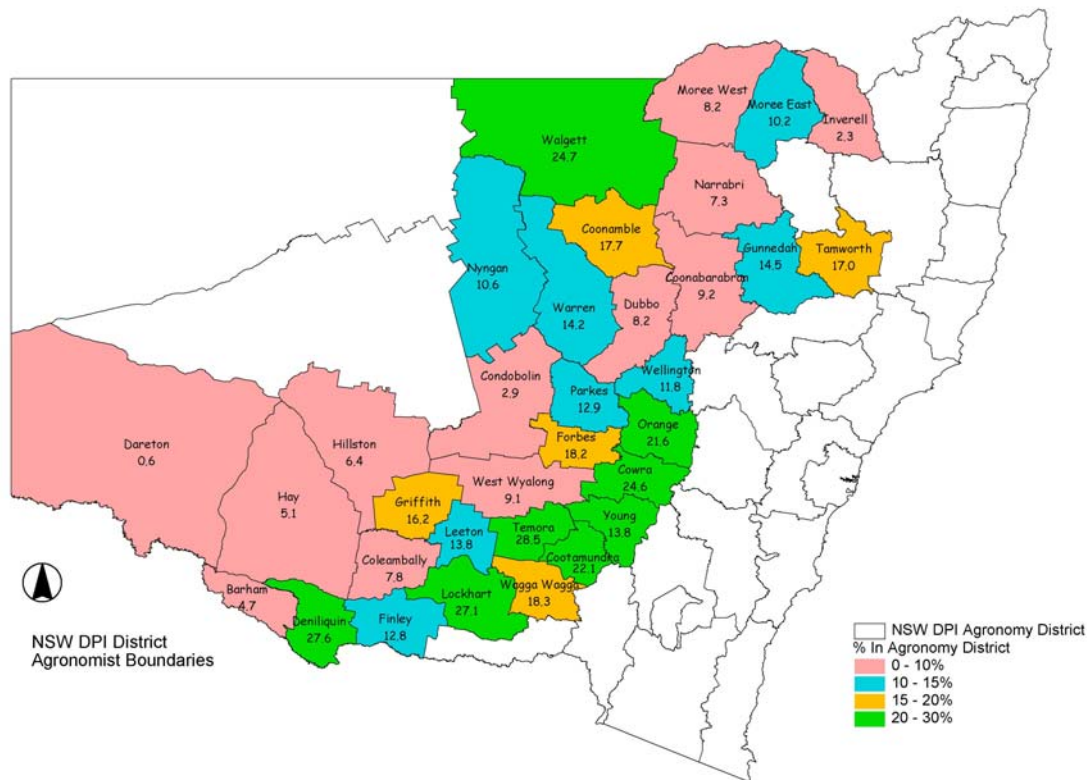 Moree West
8.2
Moree East
10.2
Inverell
2.3
Walgett
24.7
Narrabri
7.3
Coonamble
17.7
Gunnedah
14.5
Tamworth
17.0
Nyngan
10.6
Coonabarabran
9.2
Warren
14.2
Dubbo
8.2
Condobolin
2.9
Wellington
11.8
Parkes
12.9
Orange
21.6
Forbes
18.2
Dareton
0.6
Hillston
6.4
Cowra
24.6
West Wyalong
9.1
Hay
5.1
Griffith
16.2
Young
13.8
Temora
28.5
Leeton
13.8
Cootamundra
22.1
Coleambally
7.8
Wagga Wagga
18.3
Lockhart
27.1
Barham
4.7
Deniliquin
27.6
Finley
12.8
NSW DPI District
Agronomist Boundaries
NSW DPI Agronomy District
% In Agronomy District
0 - 10%
10 - 15%
15 - 20%
20 - 30%